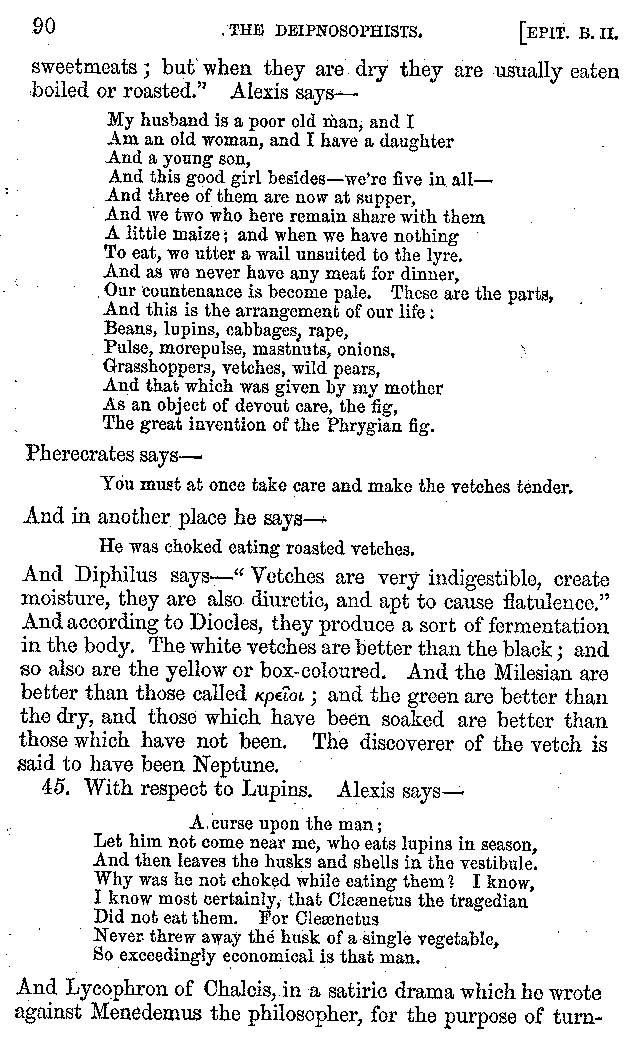 90 THE DEIPNOSOPHISTS. [EPIT. B. II.
sweetmeats; but when they are dry they are usually eaten
boiled or roasted." Alexis says—
My husband is a poor old man, and I
Am an old woman, and I have a daughter
And a young son,
And this good girl besides—we're five in all—
And three of them are now at supper,
And we two who here remain share with them
A little maize; and when we have nothing
To eat, we utter a wail unsuited to the lyre.
And as we never have any meat for dinner,
Our countenance is become pale. These are the parts,
And this is the arrangement of our life:
Beans, lupins, cabbages, rape,
Pulse, morepulse, mastnuts, onions,
Grasshoppers, vetches, wild pears,
And that which was given by my mother
As an object of devout care, the fig,
The great invention of the Phrygian fig.
Pherecrates says—
You must at once take care and make the vetches tender.
And in another place he says—
He was choked eating roasted vetches.
And Diphilus says—"Vetches are very indigestible, create
moisture, they are also diuretic, and apt to cause flatulence."
And according to Diocles, they produce a sort of fermentation
in the body. The white vetches are better than the black; and
so also are the yellow or box-coloured. And the Milesian are
better than those called κρεῖοι; and the green are better than
the dry, and those which have been soaked are better than
those which have not been. The discoverer of the vetch is
said to have been Neptune.
45. With respect to Lupins. Alexis says—
A curse upon the man;
Let him not come near me, who eats lupins in season,
And then leaves the husks and shells in the vestibule.
Why was he not choked while eating them? I know,
I know most certainly, that Cleænetus the tragedian
Did not eat them. For Cleænetus
Never threw away the husk of a single vegetable,
So exceedingly economical is that man.
And Lycophron of Chalcis, in a satiric drama which he wrote
against Menedemus the philosopher, for the purpose of turn-